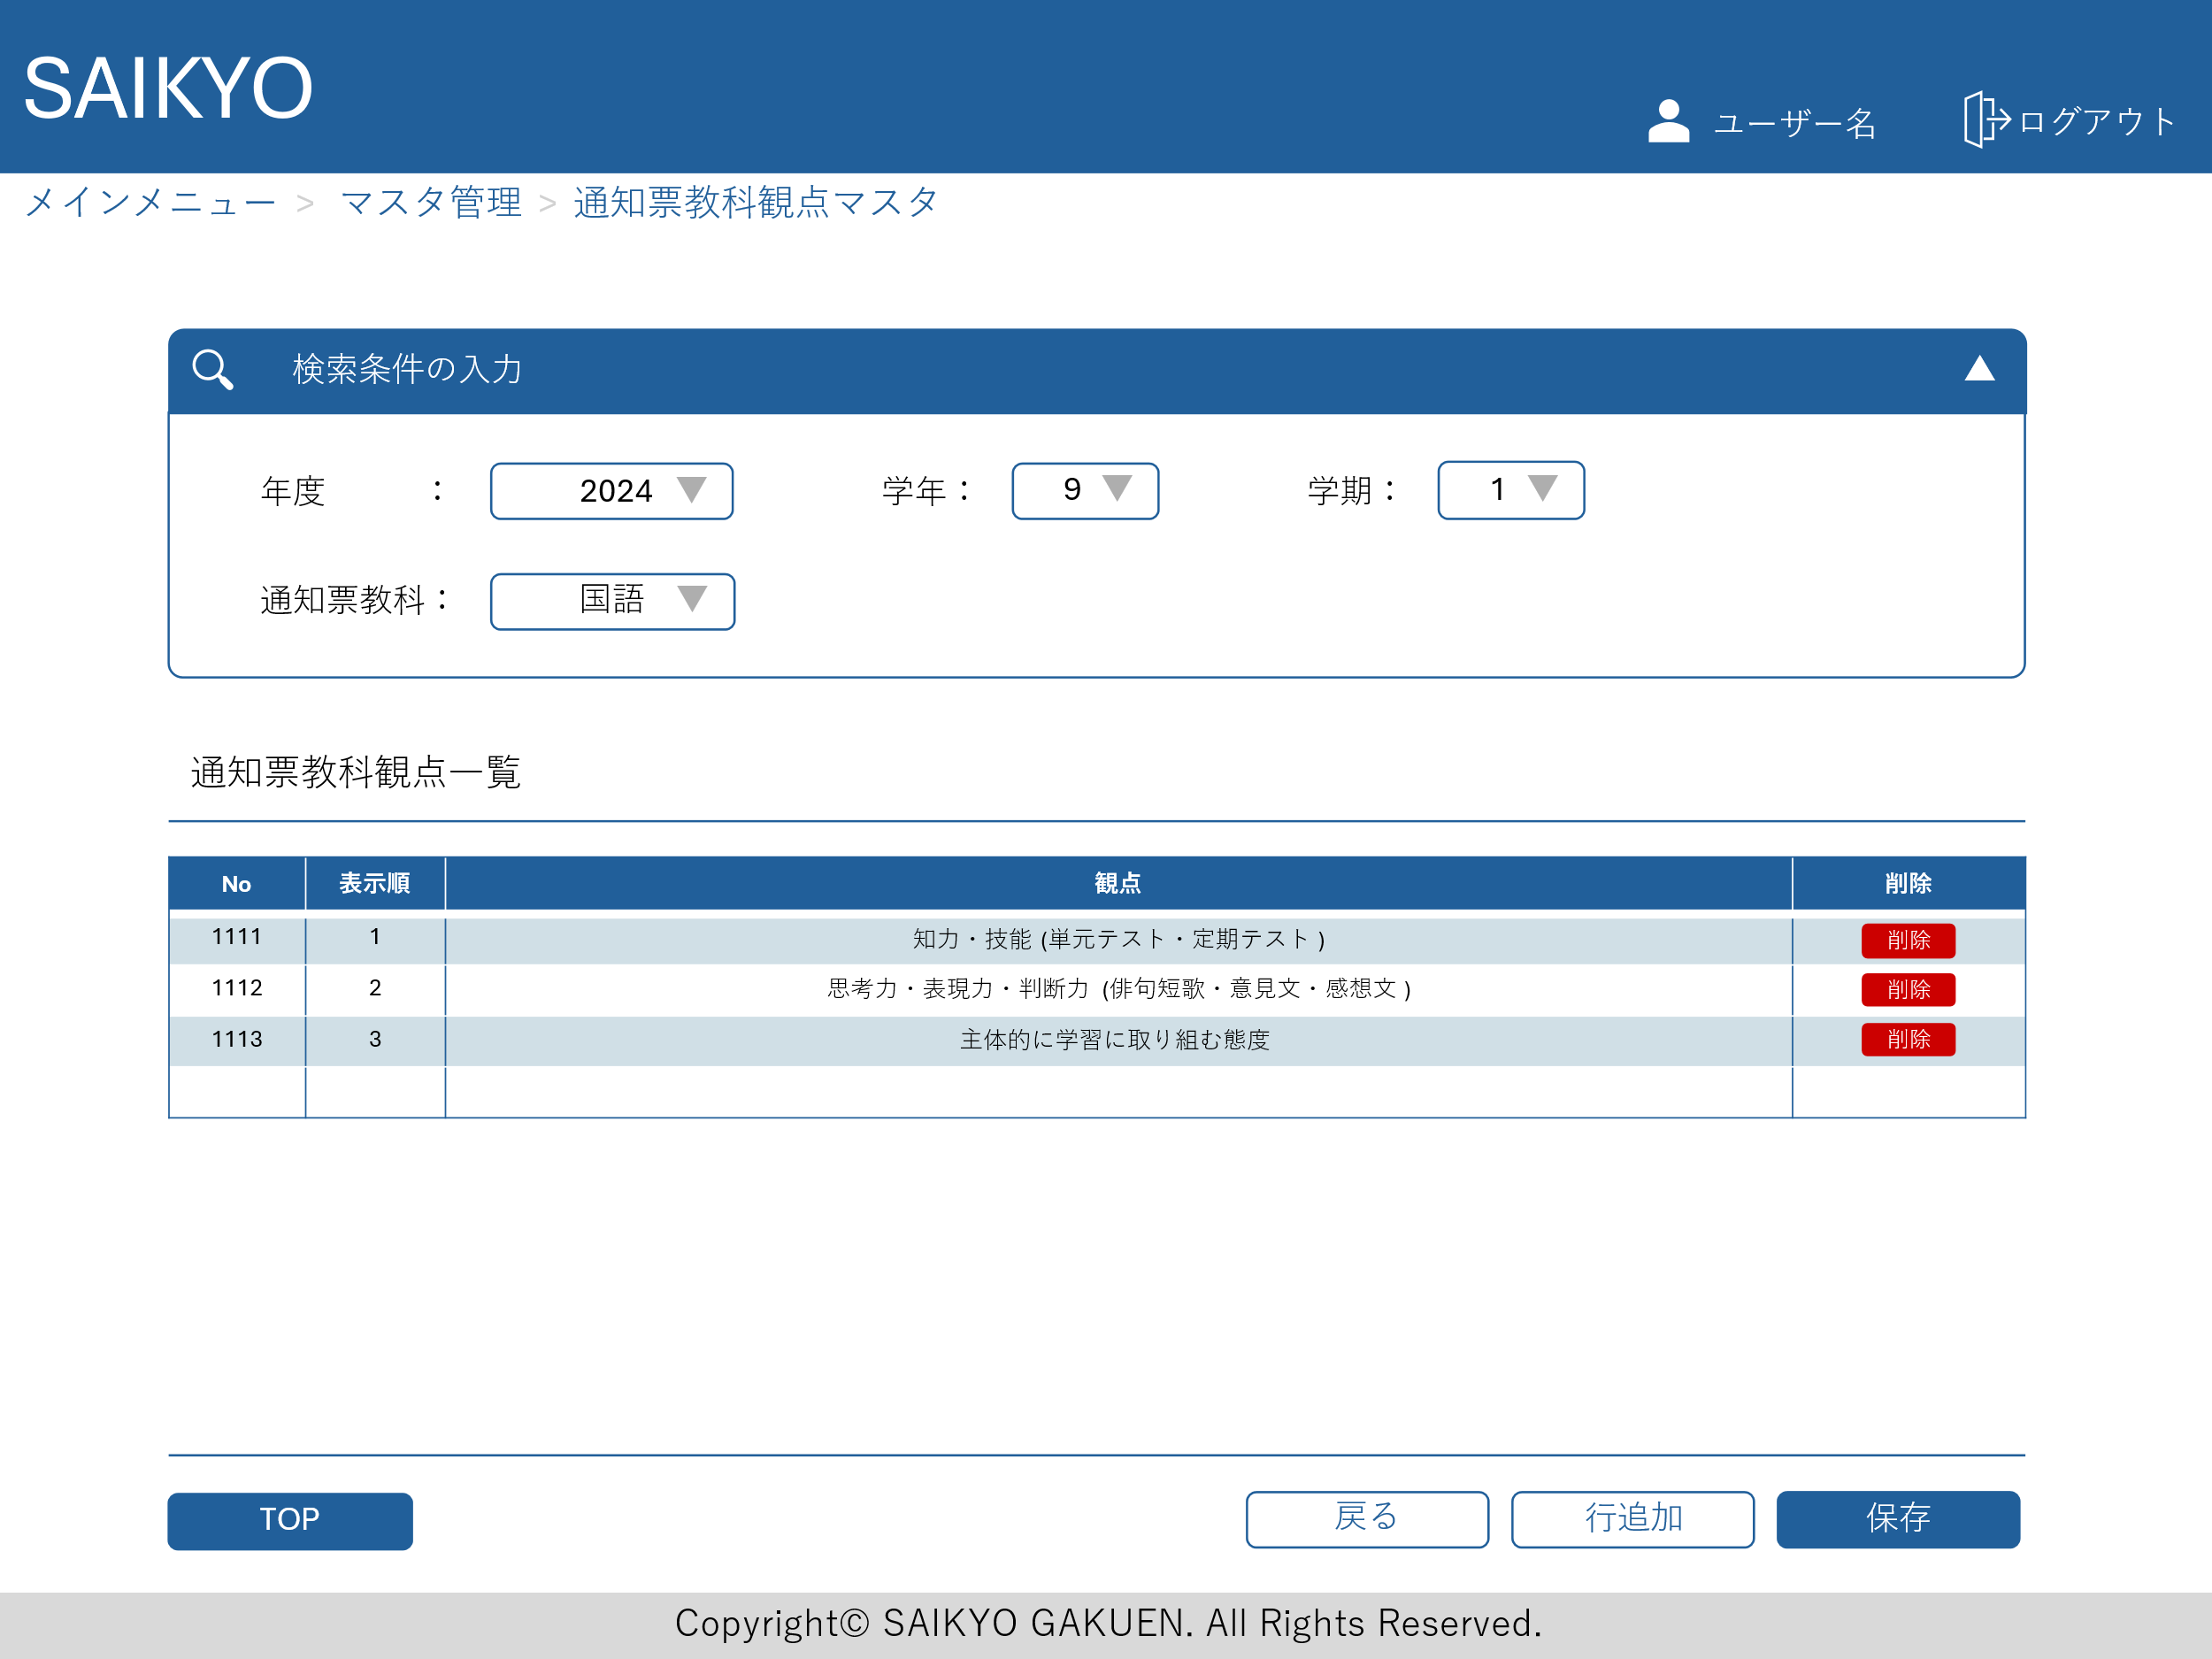 SAIKYO
ユーザー名 ログアウト
メインメニュー > マスタ管理 > 通知票教科観点マスタ
検索条件の入力 ▲
年度 ： 2024 ▼ 学年： 9 ▼ 学期： 1 ▼
通知票教科： 国語 ▼
通知票教科観点一覧
No 表示順 観点 削除
1111 1 知力・技能 (単元テスト・定期テスト ) 削除
1112 2 思考力・表現力・判断力 (俳句短歌・意見文・感想文 ) 削除
1113 3 主体的に学習に取り組む態度 削除
TOP 戻る 行追加 保存
Copyright© SAIKYO GAKUEN. All Rights Reserved.